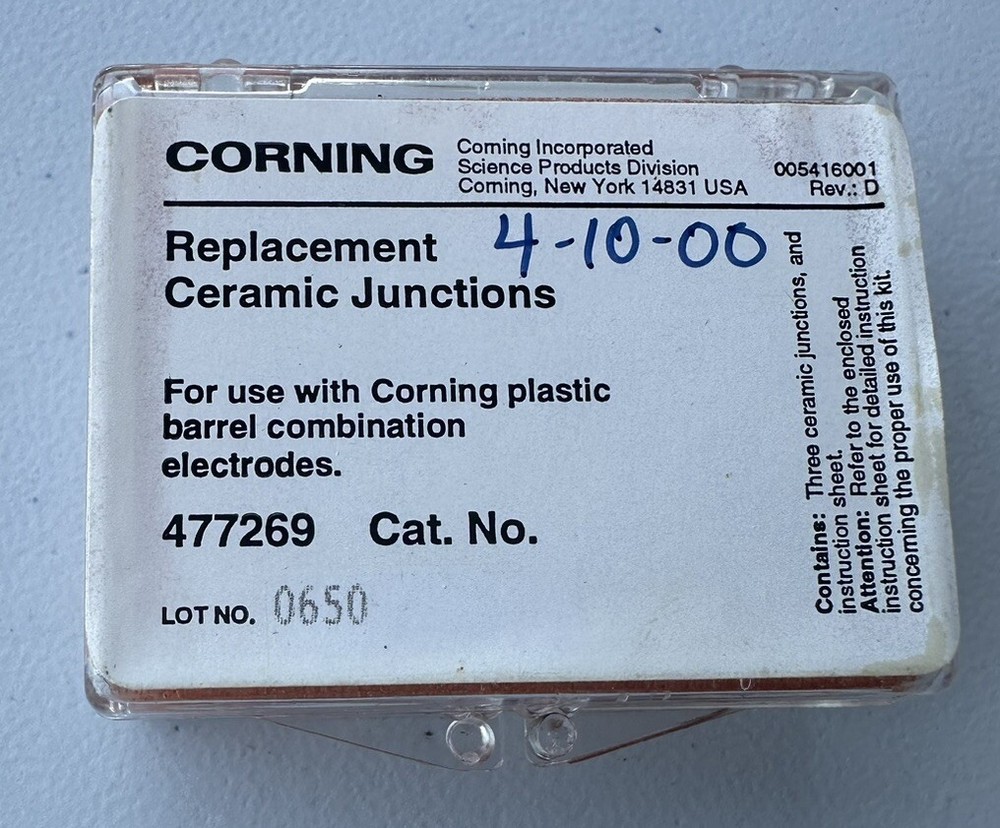 CORNING
Corning Incorporated
Science Products Division
Corning, New York 14831 USA
005416001
Rev.: D
Replacement
Ceramic Junctions
4-10-00
For use with Corning plastic
barrel combination
electrodes.
477269 Cat. No.
LOT NO. 0650
Contains: Three ceramic junctions, and
instruction sheet.
Attention: Refer to the enclosed
instruction sheet for detailed instruction
concerning the proper use of this kit.